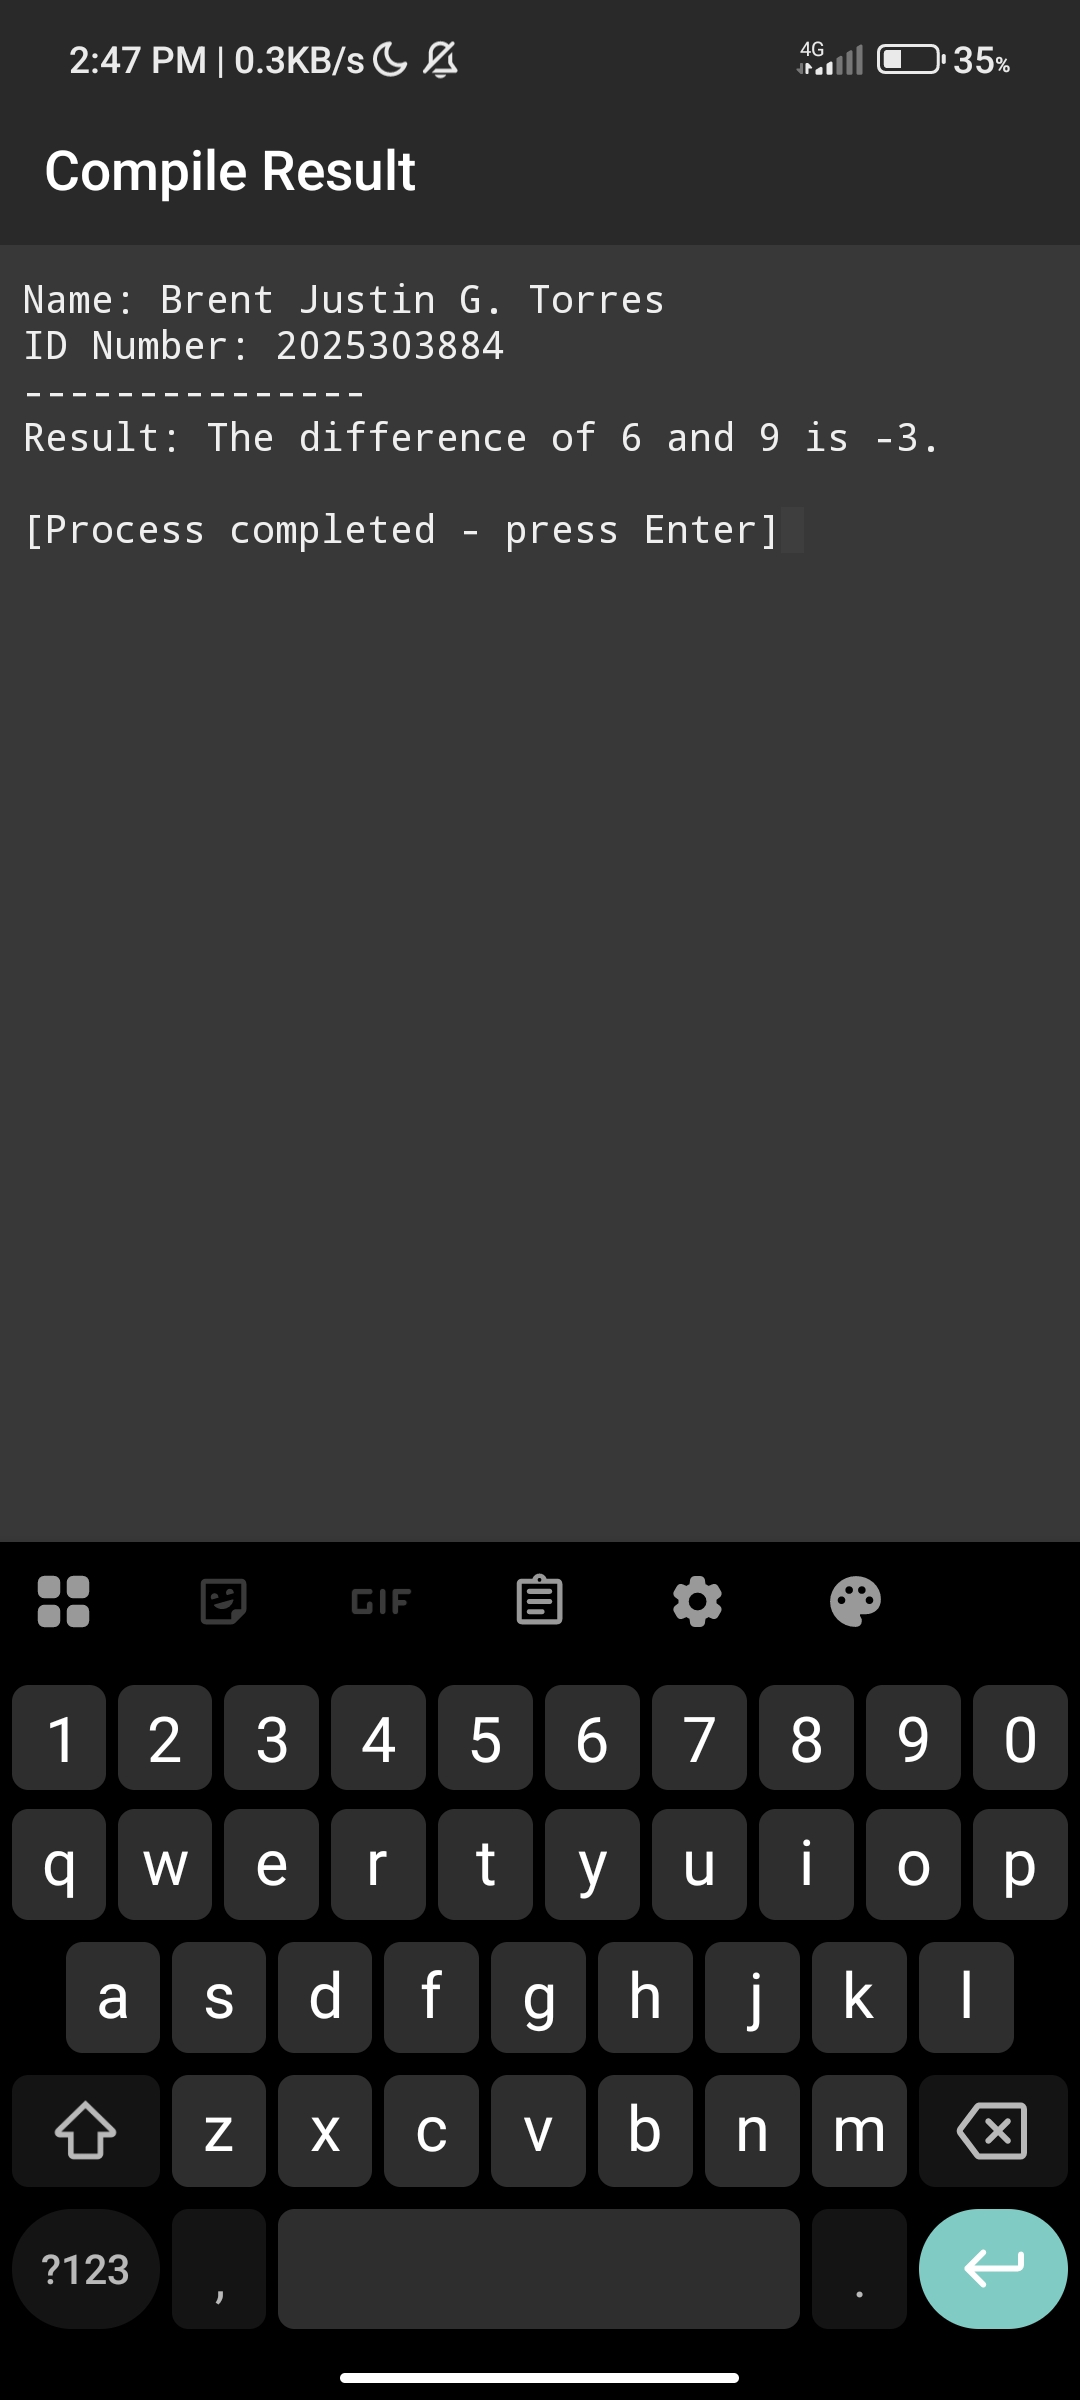 2:47 PM | 0.3KB/s 4G 35%
Compile Result
Name: Brent Justin G. Torres
ID Number: 2025303884
---------------
Result: The difference of 6 and 9 is -3.
[Process completed - press Enter]
GIF
1 2 3 4 5 6 7 8 9 0
q w e r t y u i o p
a s d f g h j k l
z x c v b n m
?123 , .